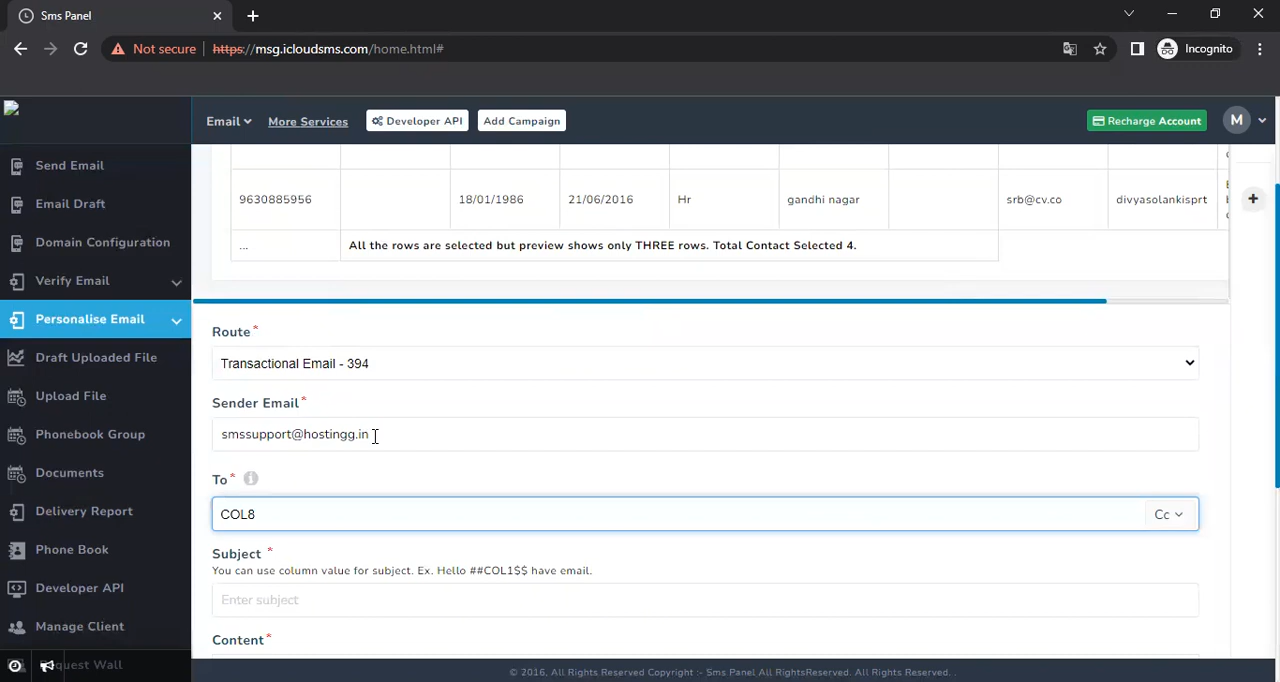 Sms Panel
Not secure
https://msg.icloudsms.com/home.html#
Incognito
Email
More Services
Developer API
Add Campaign
Recharge Account
M
Send Email
Email Draft
Domain Configuration
Verify Email
Personalise Email
Draft Uploaded File
Upload File
Phonebook Group
Documents
Delivery Report
Phone Book
Developer API
Manage Client
9630885956 18/01/1986 21/06/2016 Hr gandhi nagar srb@cv.co divyasolankisprt
... All the rows are selected but preview shows only THREE rows. Total Contact Selected 4.
Route *
Transactional Email - 394
Sender Email *
smssupport@hostingg.in
To *
COL8 Cc
Subject *
You can use column value for subject. Ex. Hello ##COL1$$ have email.
Enter subject
Content *
© 2016, All Rights Reserved Copyright :- Sms Panel AllRightsReserved. All Rights Reserved. .